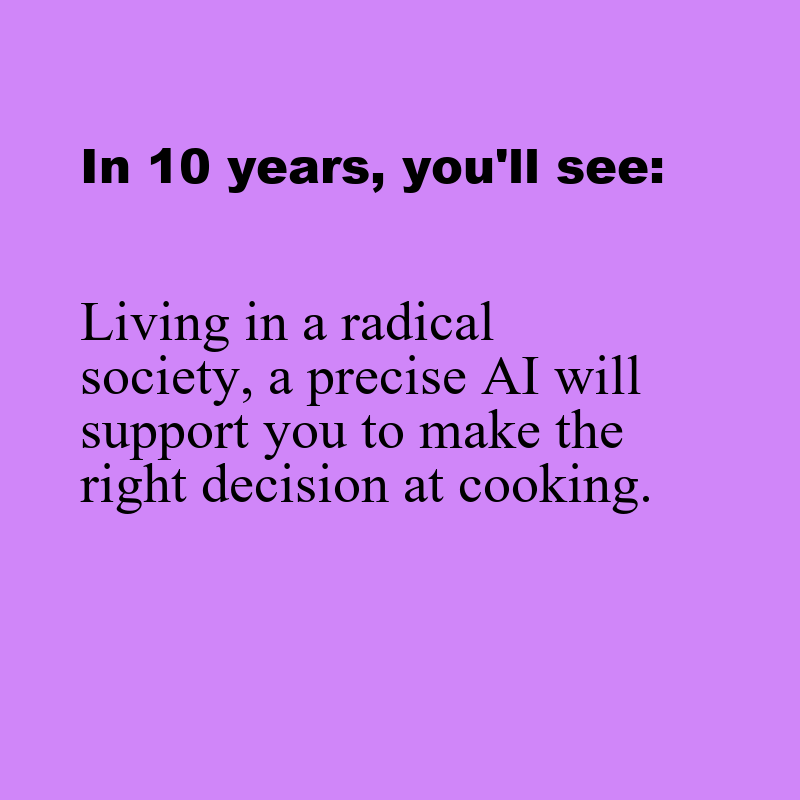 In 10 years, you'll see:
Living in a radical
society, a precise AI will
support you to make the
right decision at cooking.